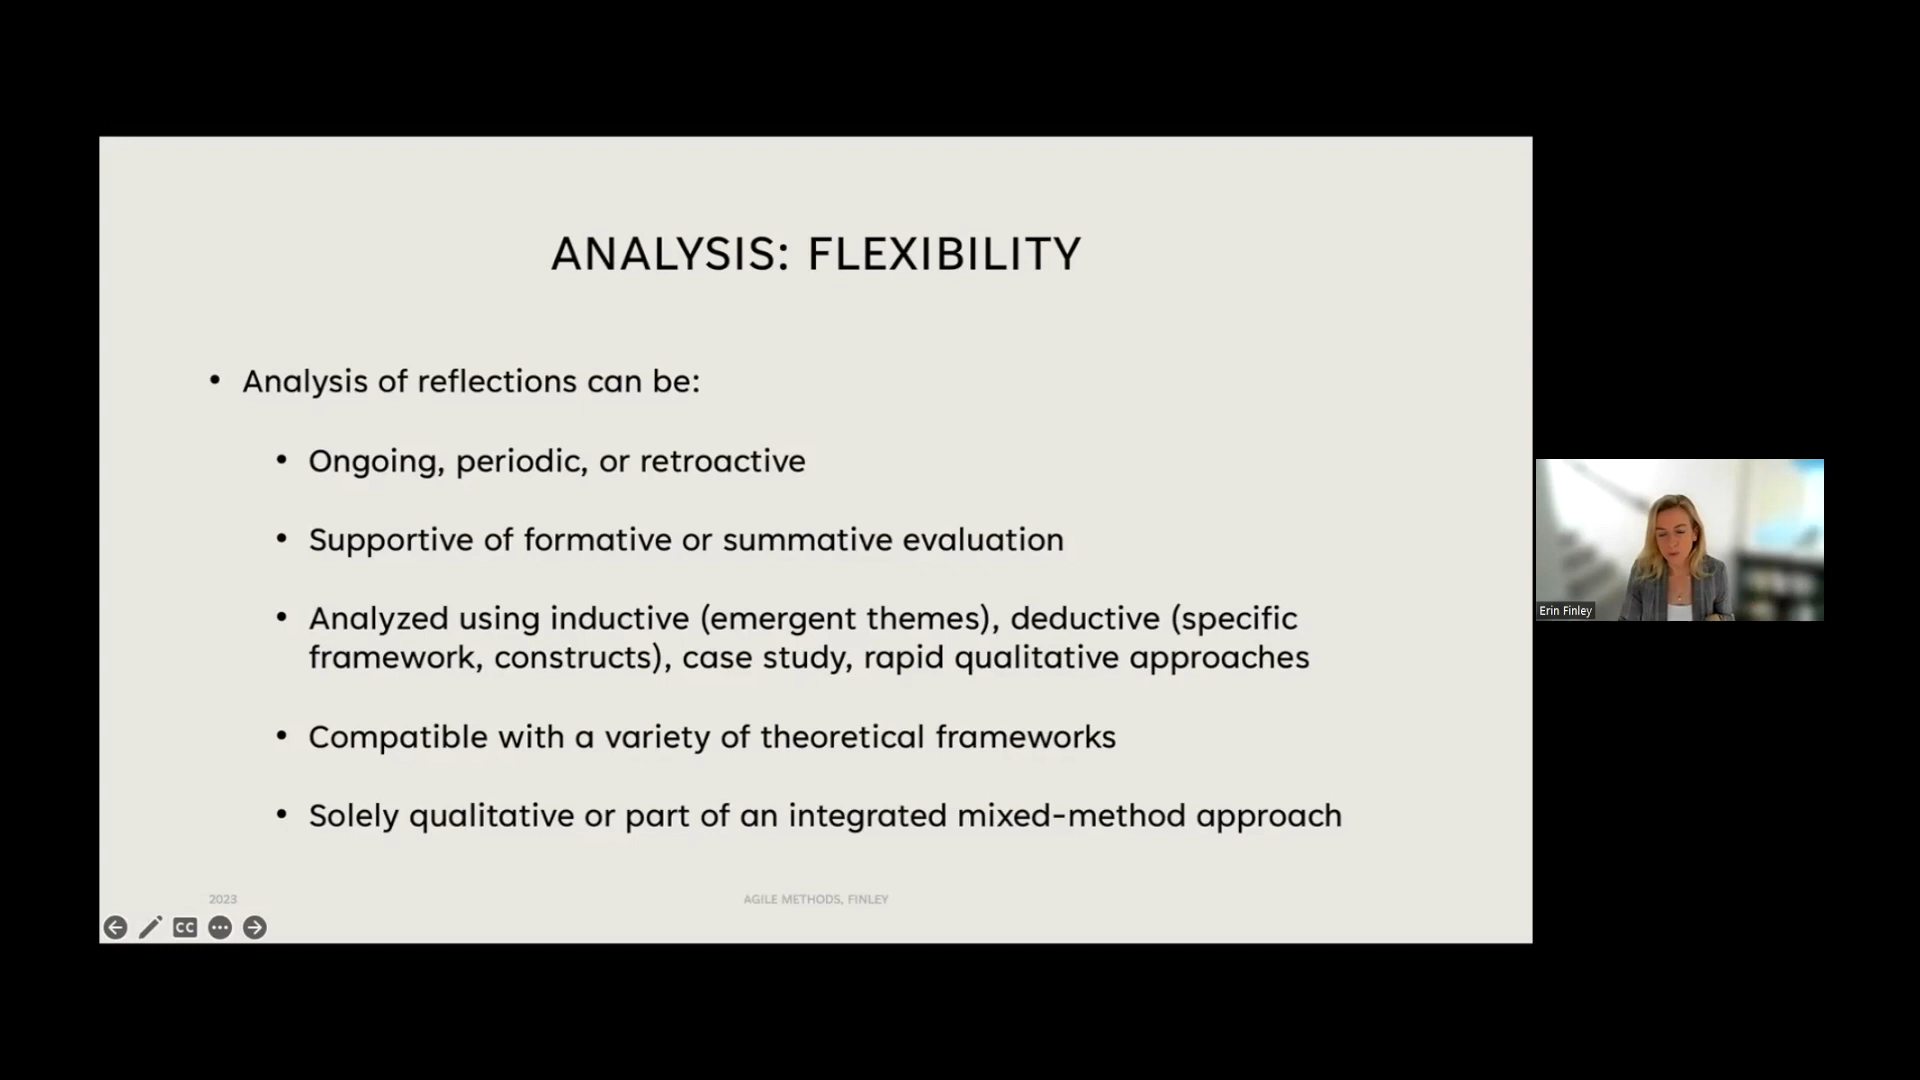 ANALYSIS: FLEXIBILITY
• Analysis of reflections can be:
• Ongoing, periodic, or retroactive
• Supportive of formative or summative evaluation
• Analyzed using inductive (emergent themes), deductive (specific
framework, constructs), case study, rapid qualitative approaches
• Compatible with a variety of theoretical frameworks
• Solely qualitative or part of an integrated mixed-method approach
2023
AGILE METHODS, FINLEY
CC
Erin Finley